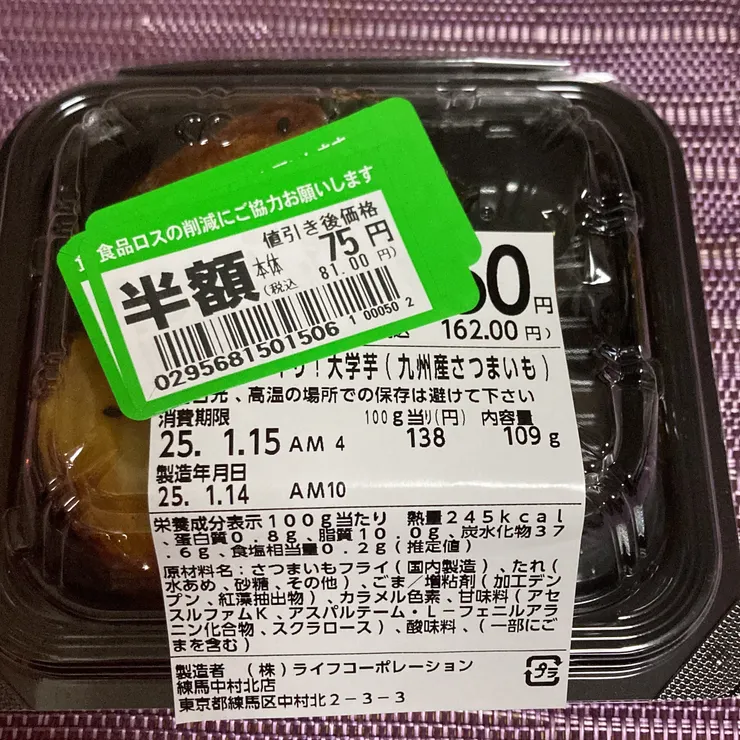 食品ロスの削減にご協力お願いします
半額
値引き後価格
本体 75円
(税込 81.00円)
1 00050 2
0295681501506
50円
162.00円)
!大学芋(九州産さつまいも)
、高温の場所での保存は避けて下さい
消費期限 100g当り(円) 内容量
25. 1.15 AM 4 138 109g
製造年月日
25. 1.14 AM10
栄養成分表示100g当たり 熱量245kcal
、蛋白質0.8g、脂質10.0g、炭水化物37
.6g、食塩相当量0.2g(推定値)
原材料名:さつまいもフライ(国内製造)、たれ(
水あめ、砂糖、その他)、ごま/増粘剤(加工デン
プン、紅藻抽出物)、カラメル色素、甘味料(アセ
スルファムK、アスパルテーム・L-フェニルアラ
ニン化合物、スクラロース)、酸味料、(一部にご
まを含む)
製造者 (株)ライフコーポレーション
練馬中村北店
東京都練馬区中村北2-3-3
プラ